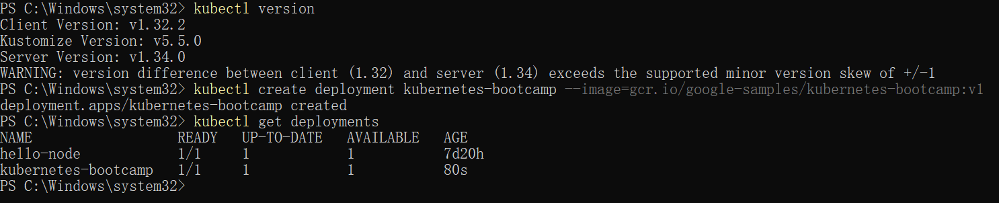 PS C:\Windows\system32> kubectl version
Client Version: v1.32.2
Kustomize Version: v5.5.0
Server Version: v1.34.0
WARNING: version difference between client (1.32) and server (1.34) exceeds the supported minor version skew of +/-1
PS C:\Windows\system32> kubectl create deployment kubernetes-bootcamp --image=gcr.io/google-samples/kubernetes-bootcamp:v1
deployment.apps/kubernetes-bootcamp created
PS C:\Windows\system32> kubectl get deployments
NAME                  READY   UP-TO-DATE   AVAILABLE   AGE
hello-node            1/1     1            1           7d20h
kubernetes-bootcamp   1/1     1            1           80s
PS C:\Windows\system32>